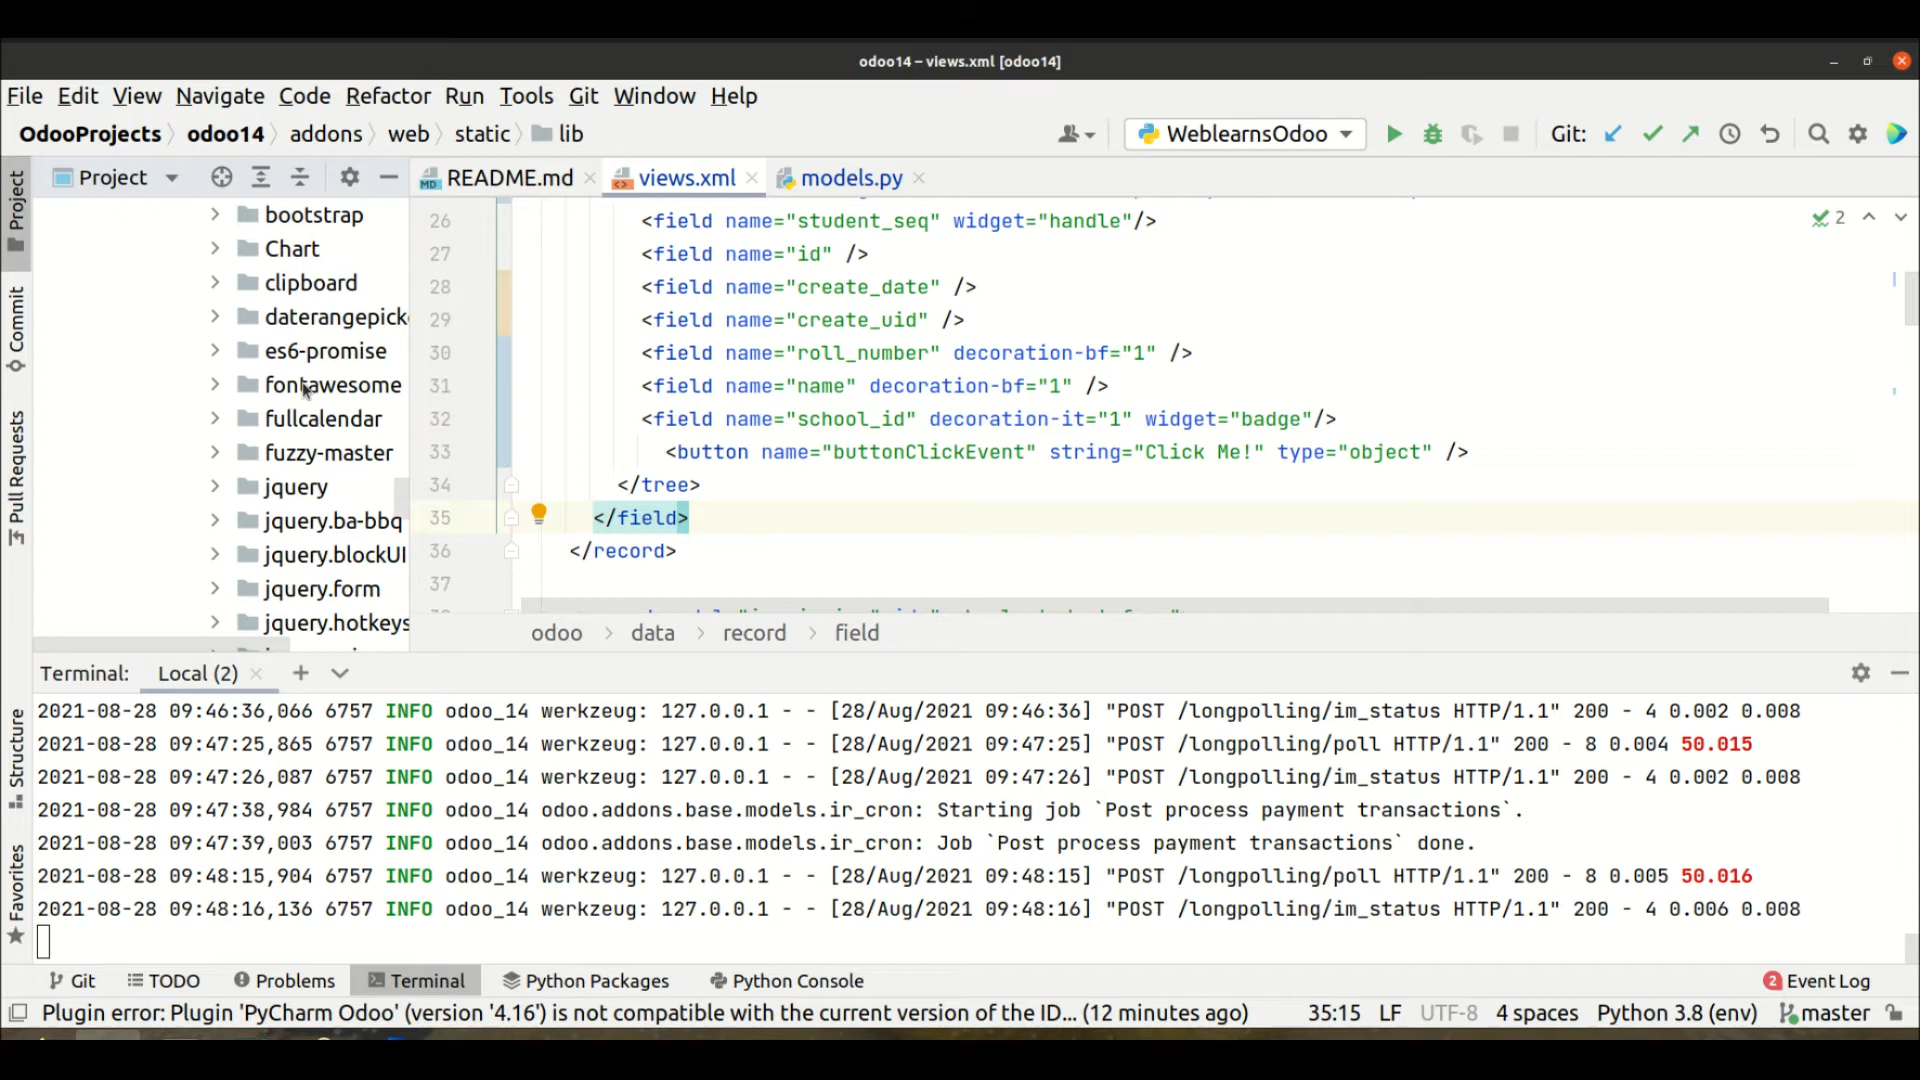 odoo14 – views.xml [odoo14]
File Edit View Navigate Code Refactor Run Tools Git Window Help
OdooProjects odoo14 addons web static lib WeblearnsOdoo Git:
Project README.md views.xml models.py
bootstrap
Chart
clipboard
daterangepick
es6-promise
fontawesome
fullcalendar
fuzzy-master
jquery
jquery.ba-bbq
jquery.blockUI
jquery.form
jquery.hotkeys
26 <field name="student_seq" widget="handle"/>
27 <field name="id" />
28 <field name="create_date" />
29 <field name="create_uid" />
30 <field name="roll_number" decoration-bf="1" />
31 <field name="name" decoration-bf="1" />
32 <field name="school_id" decoration-it="1" widget="badge"/>
33 <button name="buttonClickEvent" string="Click Me!" type="object" />
34 </tree>
35 </field>
36 </record>
37
2
odoo data record field
Project
Commit
Pull Requests
Structure
Favorites
Terminal: Local (2)
2021-08-28 09:46:36,066 6757 INFO odoo_14 werkzeug: 127.0.0.1 - - [28/Aug/2021 09:46:36] "POST /longpolling/im_status HTTP/1.1" 200 - 4 0.002 0.008
2021-08-28 09:47:25,865 6757 INFO odoo_14 werkzeug: 127.0.0.1 - - [28/Aug/2021 09:47:25] "POST /longpolling/poll HTTP/1.1" 200 - 8 0.004 50.015
2021-08-28 09:47:26,087 6757 INFO odoo_14 werkzeug: 127.0.0.1 - - [28/Aug/2021 09:47:26] "POST /longpolling/im_status HTTP/1.1" 200 - 4 0.002 0.008
2021-08-28 09:47:38,984 6757 INFO odoo_14 odoo.addons.base.models.ir_cron: Starting job `Post process payment transactions`.
2021-08-28 09:47:39,003 6757 INFO odoo_14 odoo.addons.base.models.ir_cron: Job `Post process payment transactions` done.
2021-08-28 09:48:15,904 6757 INFO odoo_14 werkzeug: 127.0.0.1 - - [28/Aug/2021 09:48:15] "POST /longpolling/poll HTTP/1.1" 200 - 8 0.005 50.016
2021-08-28 09:48:16,136 6757 INFO odoo_14 werkzeug: 127.0.0.1 - - [28/Aug/2021 09:48:16] "POST /longpolling/im_status HTTP/1.1" 200 - 4 0.006 0.008
Git TODO Problems Terminal Python Packages Python Console 2 Event Log
Plugin error: Plugin 'PyCharm Odoo' (version '4.16') is not compatible with the current version of the ID... (12 minutes ago) 35:15 LF UTF-8 4 spaces Python 3.8 (env) master